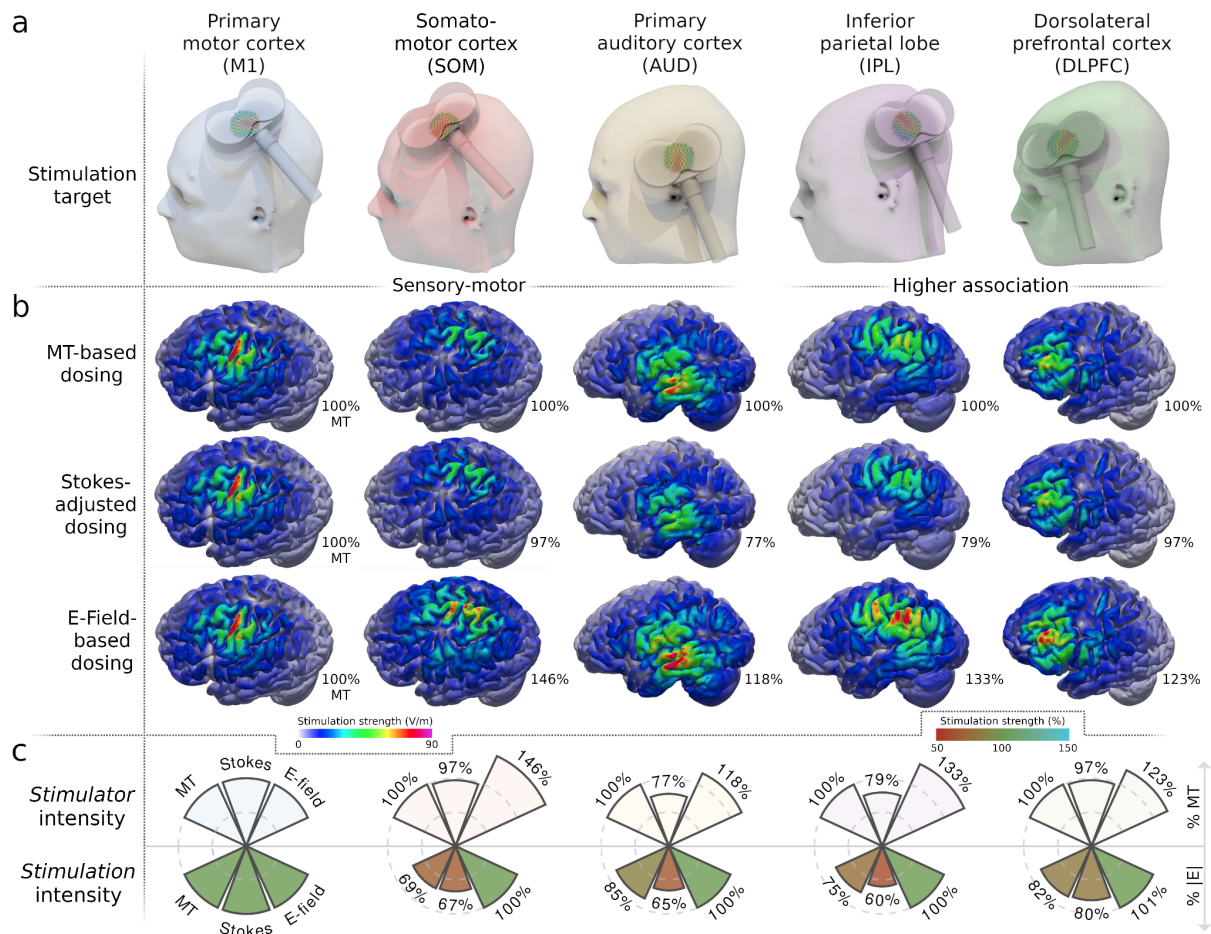 a
Primary
motor cortex
(M1)
Somato-
motor cortex
(SOM)
Primary
auditory cortex
(AUD)
Inferior
parietal lobe
(IPL)
Dorsolateral
prefrontal cortex
(DLPFC)
Stimulation
target
Sensory-motor
Higher association
b
MT-based
dosing
100%
MT
100%
100%
100%
100%
Stokes-
adjusted
dosing
100%
MT
97%
77%
79%
97%
E-Field-
based
dosing
100%
MT
146%
118%
133%
123%
Stimulation strength (V/m)
0 90
Stimulation strength (%)
50 100 150
c
Stimulator
intensity
MT Stokes E-field
100% 97% 146%
100% 77% 118%
100% 79% 133%
100% 97% 123%
% MT
Stimulation
intensity
MT Stokes E-field
69% 67% 100%
85% 65% 100%
75% 60% 100%
82% 80% 101%
% |E|